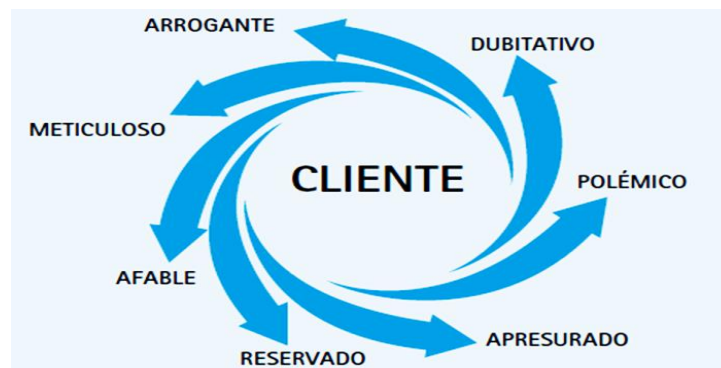 ARROGANTE
DUBITATIVO
METICULOSO
CLIENTE
POLÉMICO
AFABLE
APRESURADO
RESERVADO